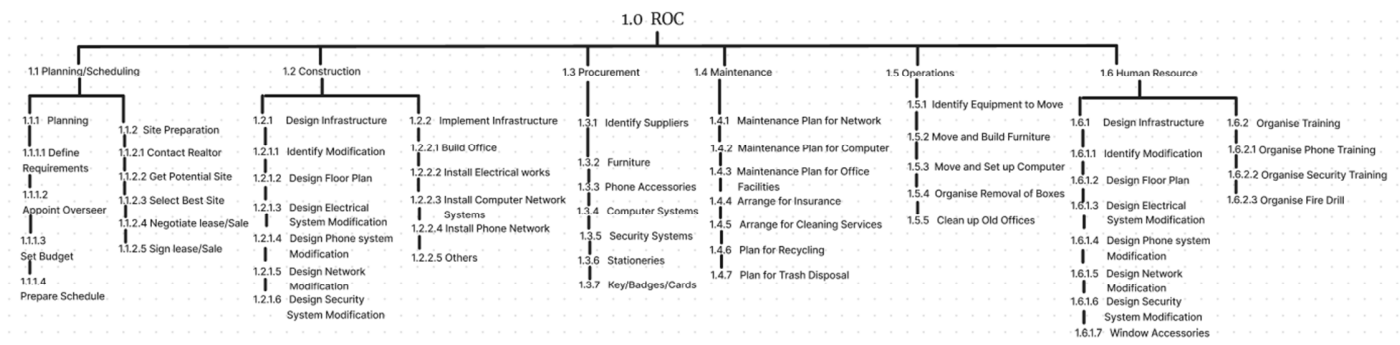 1.0 ROC
1.1 Planning/Scheduling
1.1.1 Planning
1.1.1.1 Define
Requirements
1.1.1.2
Appoint Overseer
1.1.1.3
Set Budget
1.1.1.4
Prepare Schedule
1.1.2 Site Preparation
1.1.2.1 Contact Realtor
1.1.2.2 Get Potential Site
1.1.2.3 Select Best Site
1.1.2.4 Negotiate lease/Sale
1.1.2.5 Sign lease/Sale
1.2 Construction
1.2.1 Design Infrastructure
1.2.1.1 Identify Modification
1.2.1.2 Design Floor Plan
1.2.1.3 Design Electrical
System Modification
1.2.1.4 Design Phone system
Modification
1.2.1.5 Design Network
Modification
1.2.1.6 Design Security
System Modification
1.2.2 Implement Infrastructure
1.2.2.1 Build Office
1.2.2.2 Install Electrical works
1.2.2.3 Install Computer Network
Systems
1.2.2.4 Install Phone Network
1.2.2.5 Others
1.3 Procurement
1.3.1 Identify Suppliers
1.3.2 Furniture
1.3.3 Phone Accessories
1.3.4 Computer Systems
1.3.5 Security Systems
1.3.6 Stationeries
1.3.7 Key/Badges/Cards
1.4 Maintenance
1.4.1 Maintenance Plan for Network
1.4.2 Maintenance Plan for Computer
1.4.3 Maintenance Plan for Office
Facilities
1.4.4 Arrange for Insurance
1.4.5 Arrange for Cleaning Services
1.4.6 Plan for Recycling
1.4.7 Plan for Trash Disposal
1.5 Operations
1.5.1 Identify Equipment to Move
1.5.2 Move and Build Furniture
1.5.3 Move and Set up Computer
1.5.4 Organise Removal of Boxes
1.5.5 Clean up Old Offices
1.6 Human Resource
1.6.1 Design Infrastructure
1.6.1.1 Identify Modification
1.6.1.2 Design Floor Plan
1.6.1.3 Design Electrical
System Modification
1.6.1.4 Design Phone system
Modification
1.6.1.5 Design Network
Modification
1.6.1.6 Design Security
System Modification
1.6.1.7 Window Accessories
1.6.2 Organise Training
1.6.2.1 Organise Phone Training
1.6.2.2 Organise Security Training
1.6.2.3 Organise Fire Drill